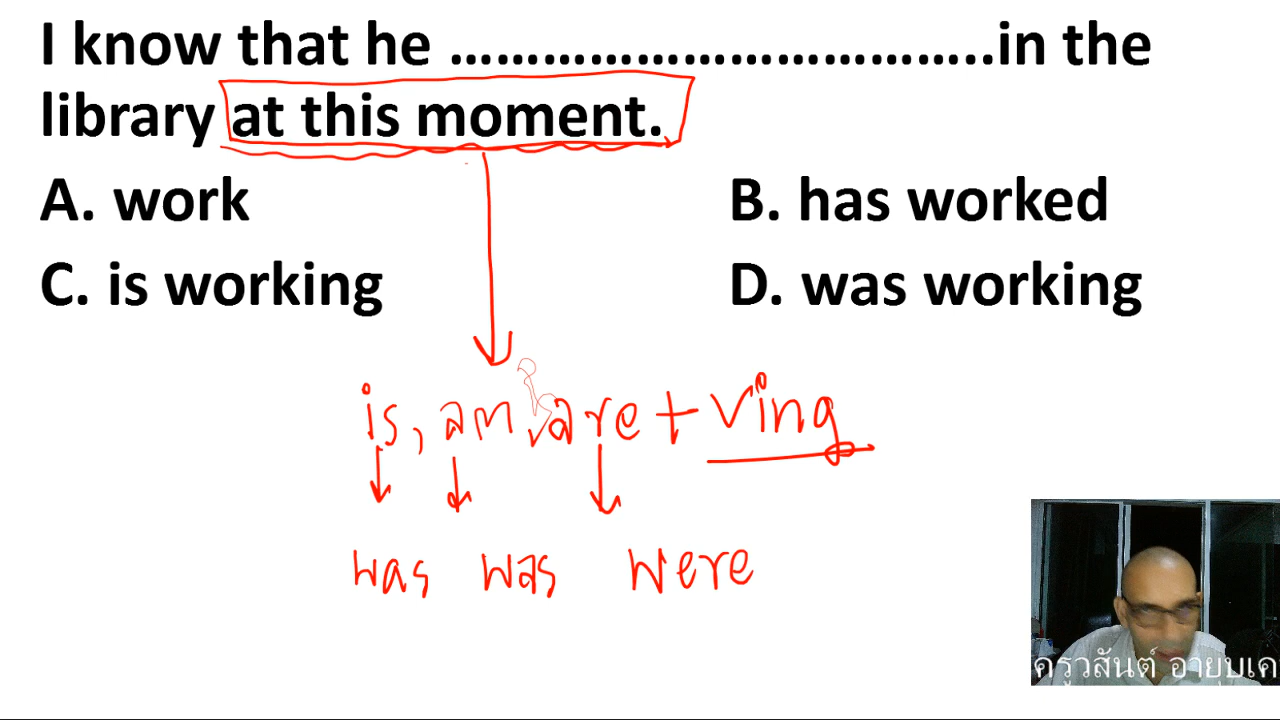 I know that he ........................................in the
library at this moment.
A. work B. has worked
C. is working D. was working
is, am, are + Ving
was was were
ครูวสันต์ อายุบเค